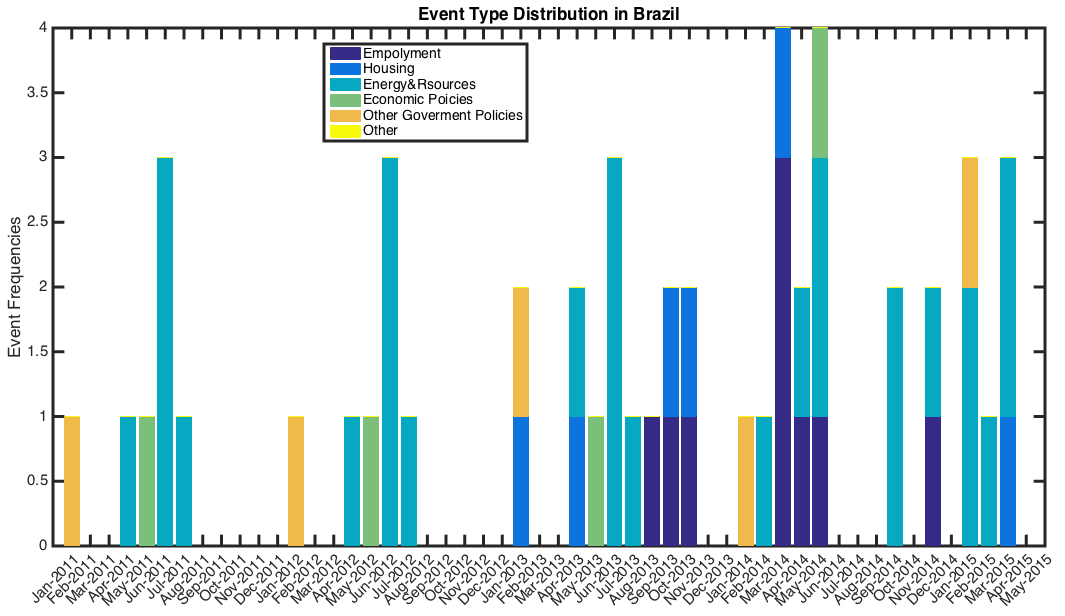 Event Type Distribution in Brazil
Empolyment
Housing
Energy&Rsources
Economic Poicies
Other Goverment Policies
Other
Event Frequencies
4
3.5
3
2.5
2
1.5
1
0.5
0
Jan-2011
Feb-2011
Mar-2011
Apr-2011
May-2011
Jun-2011
Jul-2011
Aug-2011
Sep-2011
Oct-2011
Nov-2011
Dec-2011
Jan-2012
Feb-2012
Mar-2012
Apr-2012
May-2012
Jun-2012
Jul-2012
Aug-2012
Sep-2012
Oct-2012
Nov-2012
Dec-2012
Jan-2013
Feb-2013
Mar-2013
Apr-2013
May-2013
Jun-2013
Jul-2013
Aug-2013
Sep-2013
Oct-2013
Nov-2013
Dec-2013
Jan-2014
Feb-2014
Mar-2014
Apr-2014
May-2014
Jun-2014
Jul-2014
Aug-2014
Sep-2014
Oct-2014
Nov-2014
Dec-2014
Jan-2015
Feb-2015
Mar-2015
Apr-2015
May-2015